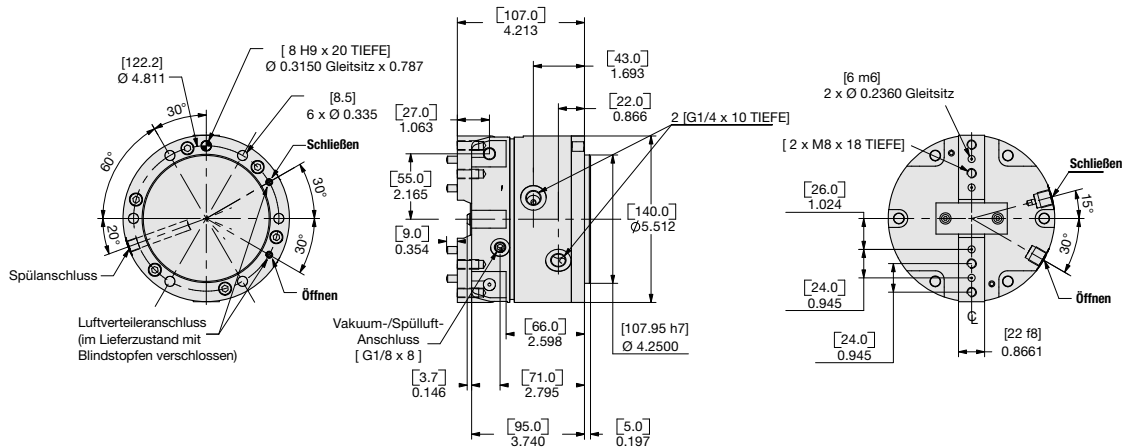 [122.2]
Ø 4.811
[ 8 H9 x 20 TIEFE]
Ø 0.3150 Gleitsitz x 0.787
[8.5]
6 x Ø 0.335
30°
60°
20°
Schließen
30°
30°
Öffnen
Spülanschluss
Luftverteileranschluss
(im Lieferzustand mit
Blindstopfen verschlossen)
[107.0]
4.213
[43.0]
1.693
[22.0]
0.866
[27.0]
1.063
2 [G1/4 x 10 TIEFE]
[55.0]
2.165
[9.0]
0.354
[140.0]
Ø5.512
Vakuum-/Spülluft-
Anschluss
[ G1/8 x 8 ]
[66.0]
2.598
[107.95 h7]
Ø 4.2500
[3.7]
0.146
[71.0]
2.795
[95.0]
3.740
[5.0]
0.197
[6 m6]
2 x Ø 0.2360 Gleitsitz
[ 2 x M8 x 18 TIEFE]
Schließen
[26.0]
1.024
15°
30°
[24.0]
0.945
Öffnen
[24.0]
0.945
[22 f8]
0.8661